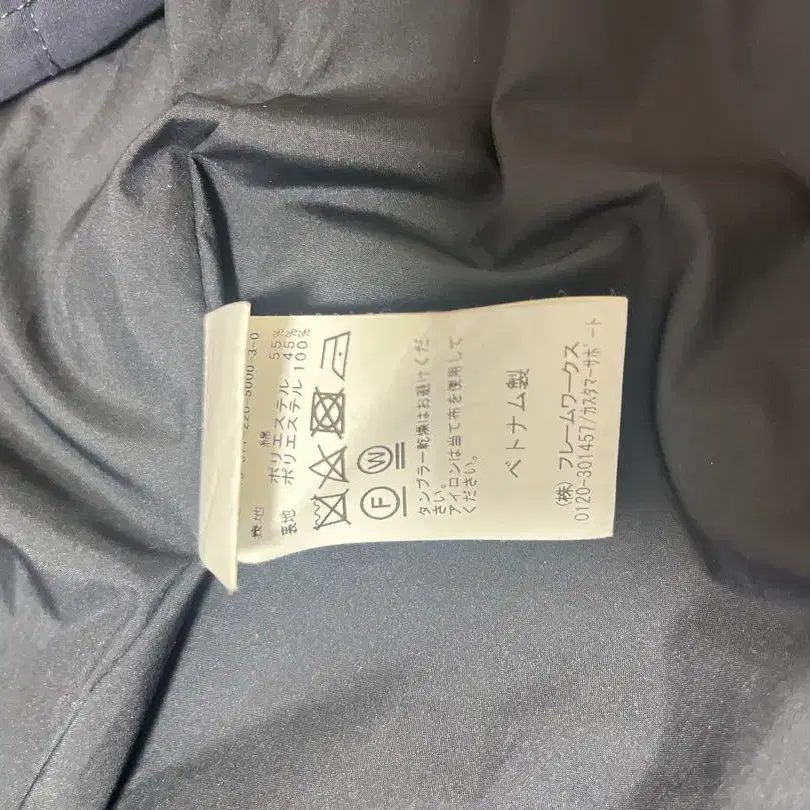 表地 綿 55%
ポリエステル 45%
裏地 ポリエステル 100%
F W
タンブラー乾燥はお避けくだ
さい。
アイロンは当て布を使用して
ください。
ベトナム製
(株)フレームワークス
0120-301457/カスタマーサポート